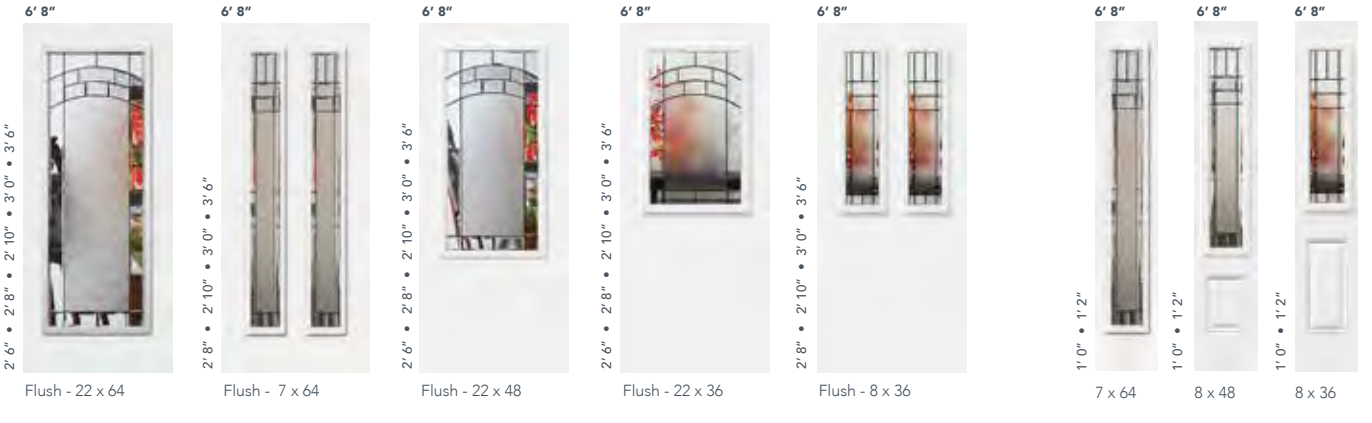 6’ 8”
6’ 8”
6’ 8”
6’ 8”
6’ 8”
6’ 8”
6’ 8”
6’ 8”
2’ 6” • 2’ 8” • 2’ 10” • 3’ 0” • 3’ 6”
2’ 8” • 2’ 10” • 3’ 0” • 3’ 6”
2’ 6” • 2’ 8” • 2’ 10” • 3’ 0” • 3’ 6”
2’ 6” • 2’ 8” • 2’ 10” • 3’ 0” • 3’ 6”
2’ 8” • 2’ 10” • 3’ 0” • 3’ 6”
1’ 0” • 1’ 2”
1’ 0” • 1’ 2”
1’ 0” • 1’ 2”
Flush - 22 x 64
Flush - 7 x 64
Flush - 22 x 48
Flush - 22 x 36
Flush - 8 x 36
7 x 64
8 x 48
8 x 36